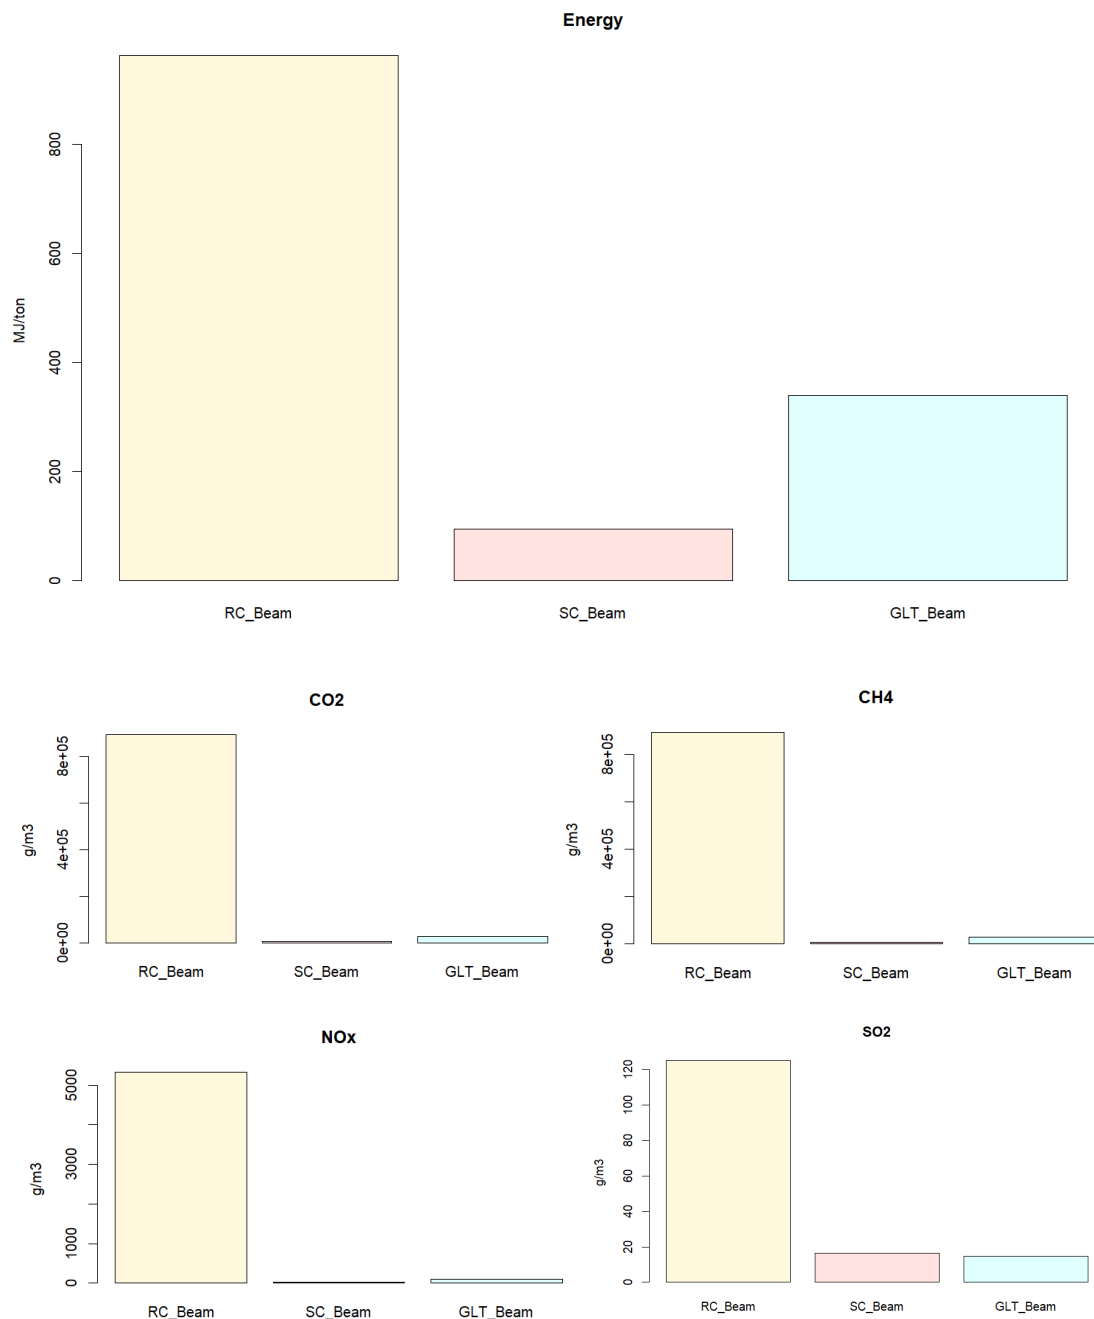 Energy
MJ/ton
800
600
400
200
0
RC_Beam SC_Beam GLT_Beam
CO2
g/m3
8e+05
4e+05
0e+00
RC_Beam SC_Beam GLT_Beam
CH4
g/m3
8e+05
4e+05
0e+00
RC_Beam SC_Beam GLT_Beam
NOx
g/m3
5000
3000
1000
0
RC_Beam SC_Beam GLT_Beam
SO2
g/m3
120
100
80
60
40
20
0
RC_Beam SC_Beam GLT_Beam